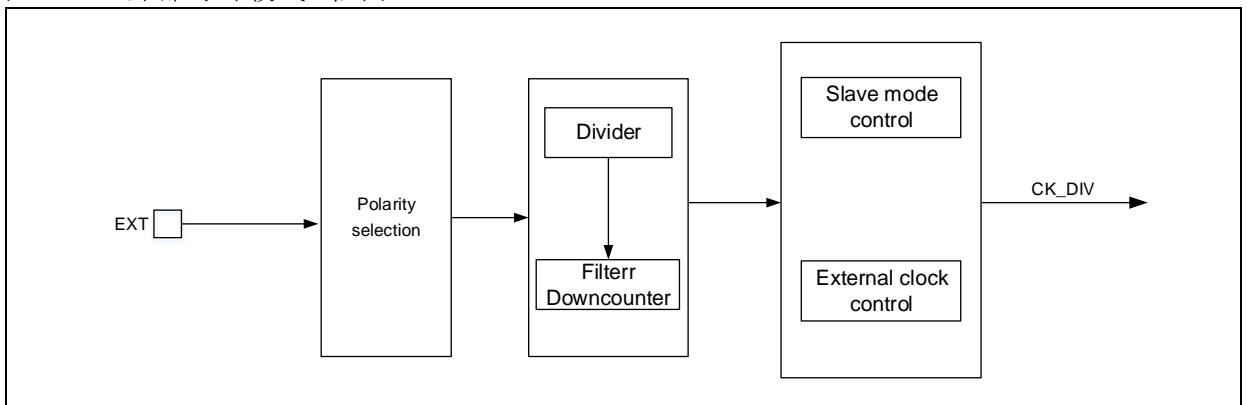 EXT
Polarity
selection
Divider
Filterr
Downcounter
Slave mode
control
External clock
control
CK_DIV